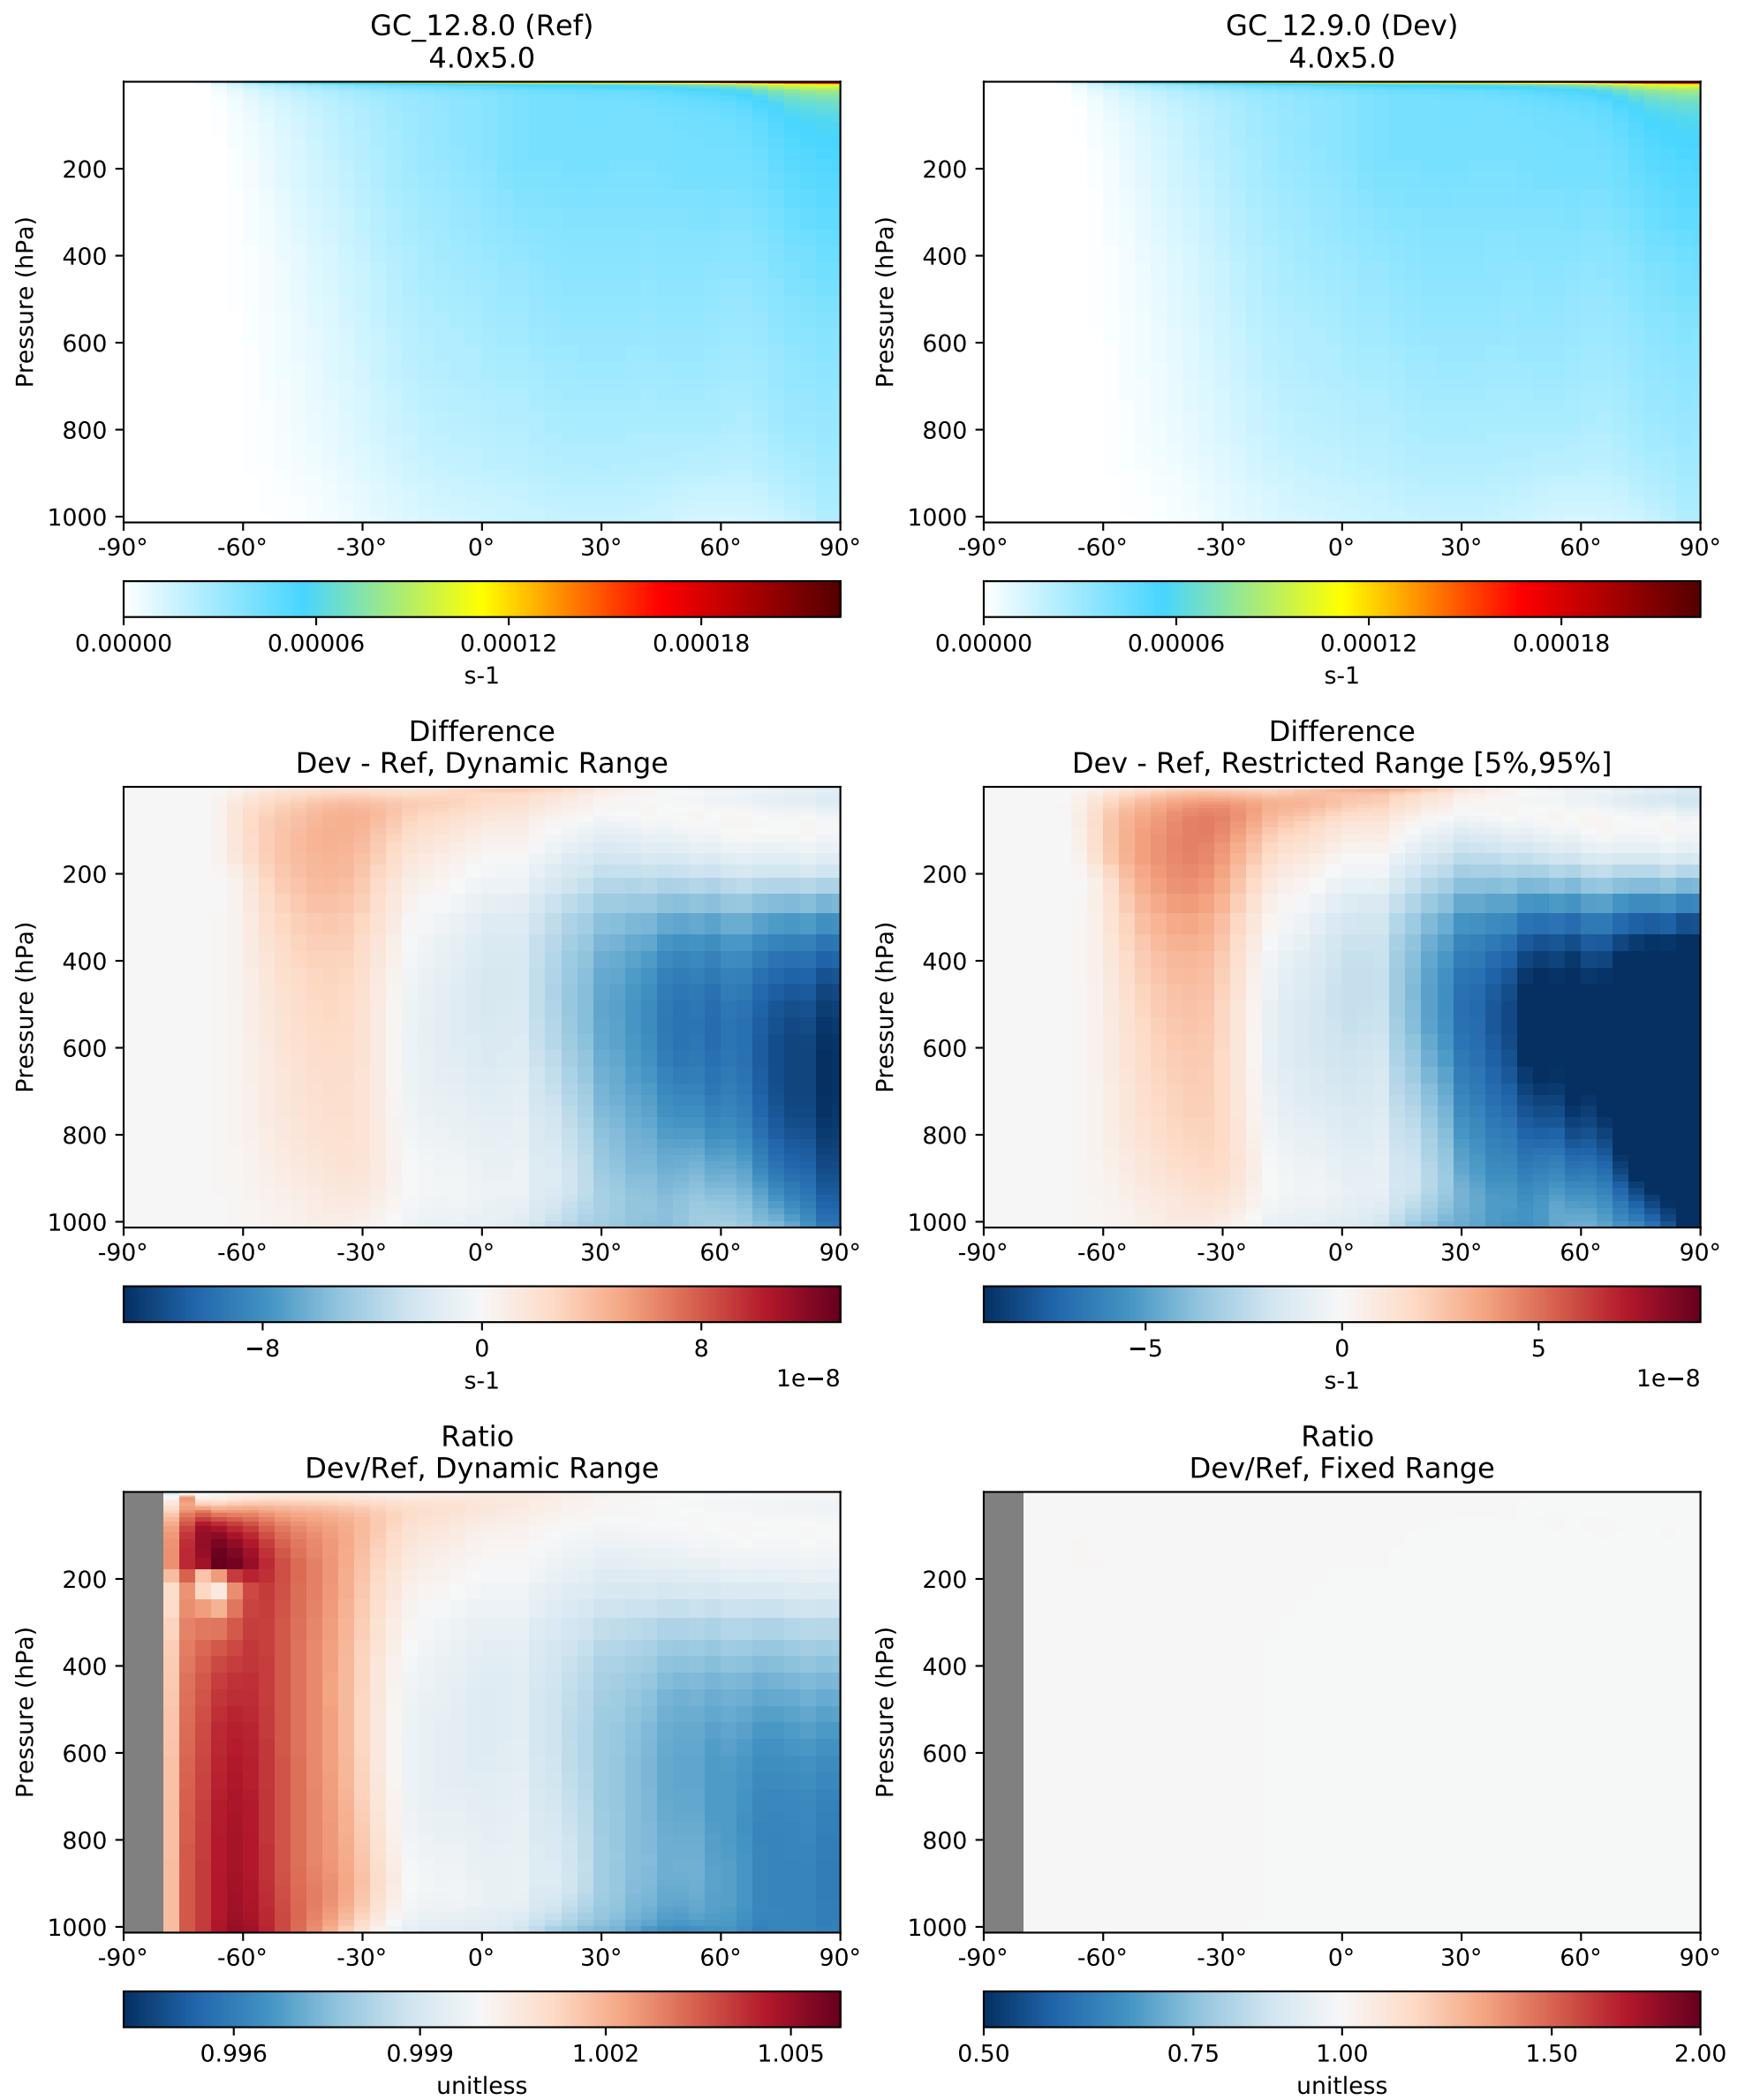 GC_12.8.0 (Ref)
4.0x5.0
Pressure (hPa)
200
400
600
800
1000
-90° -60° -30° 0° 30° 60° 90°
0.00000 0.00006 0.00012 0.00018
s-1
GC_12.9.0 (Dev)
4.0x5.0
Pressure (hPa)
200
400
600
800
1000
-90° -60° -30° 0° 30° 60° 90°
0.00000 0.00006 0.00012 0.00018
s-1
Difference
Dev - Ref, Dynamic Range
Pressure (hPa)
200
400
600
800
1000
-90° -60° -30° 0° 30° 60° 90°
−8 0 8
1e−8
s-1
Difference
Dev - Ref, Restricted Range [5%,95%]
Pressure (hPa)
200
400
600
800
1000
-90° -60° -30° 0° 30° 60° 90°
−5 0 5
1e−8
s-1
Ratio
Dev/Ref, Dynamic Range
Pressure (hPa)
200
400
600
800
1000
-90° -60° -30° 0° 30° 60° 90°
0.996 0.999 1.002 1.005
unitless
Ratio
Dev/Ref, Fixed Range
Pressure (hPa)
200
400
600
800
1000
-90° -60° -30° 0° 30° 60° 90°
0.50 0.75 1.00 1.50 2.00
unitless